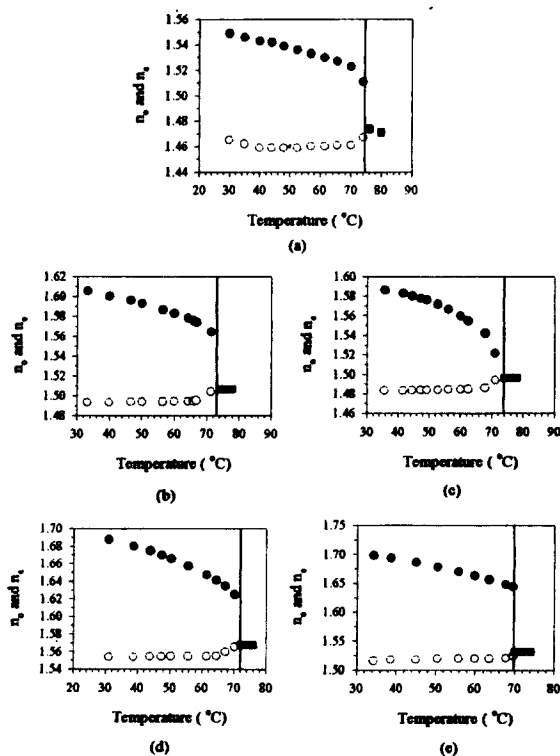 1.56
1.54
1.52
1.50
1.48
1.46
1.44
nₒ and nₑ
20 30 40 50 60 70 80 90
Temperature ( °C)
(a)
1.62
1.60
1.58
1.56
1.54
1.52
1.50
1.48
nₒ and nₑ
30 40 50 60 70 80 90
Temperature ( °C)
(b)
1.60
1.58
1.56
1.54
1.52
1.50
1.48
1.46
nₒ and nₑ
30 40 50 60 70 80 90
Temperature ( °C)
(c)
1.70
1.68
1.66
1.64
1.62
1.60
1.58
1.56
1.54
nₒ and nₑ
20 30 40 50 60 70 80
Temperature ( °C)
(d)
1.75
1.70
1.65
1.60
1.55
1.50
nₒ and nₑ
30 40 50 60 70 80
Temperature ( °C)
(e)